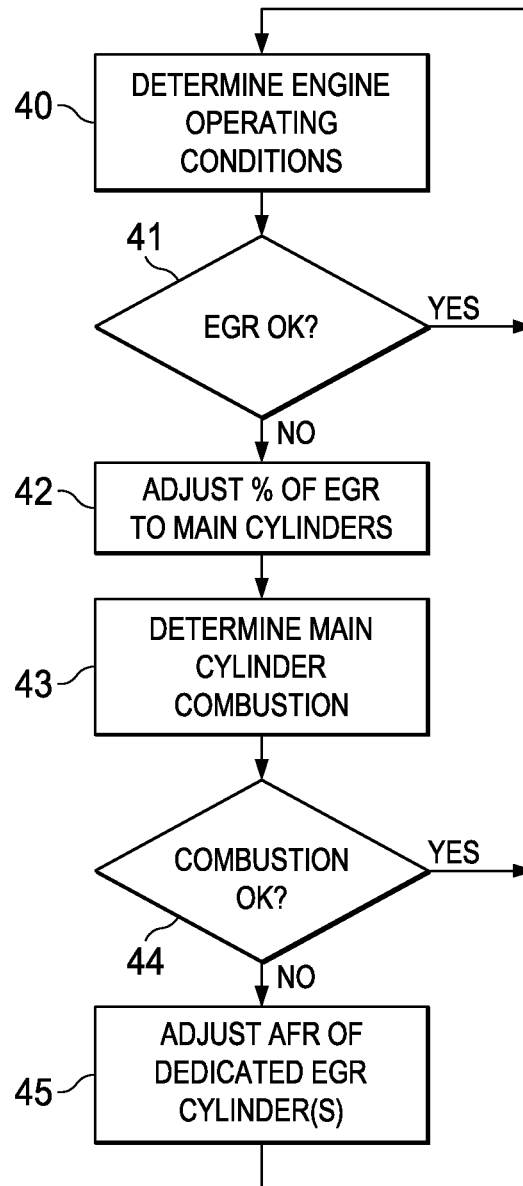 40
DETERMINE ENGINE
OPERATING
CONDITIONS
41
EGR OK?
YES
NO
42
ADJUST % OF EGR
TO MAIN CYLINDERS
43
DETERMINE MAIN
CYLINDER
COMBUSTION
COMBUSTION
OK?
YES
44
NO
45
ADJUST AFR OF
DEDICATED EGR
CYLINDER(S)